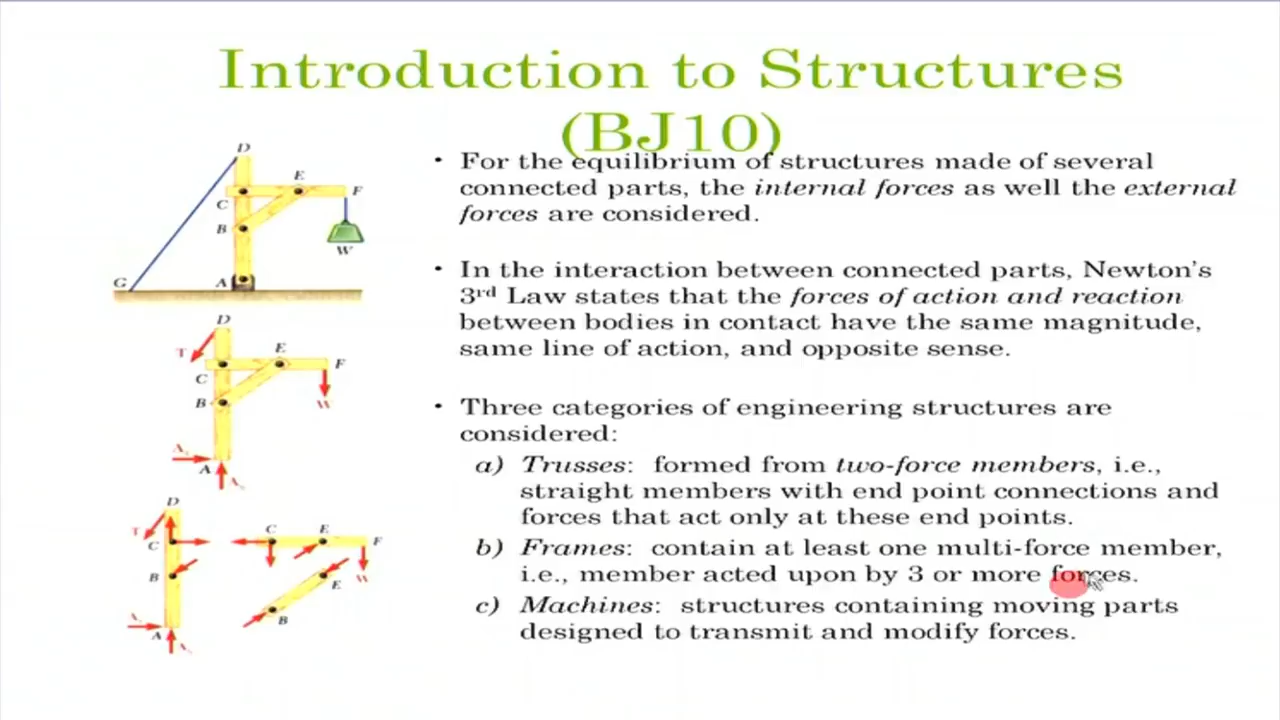 Introduction to Structures
(BJ10)
• For the equilibrium of structures made of several
connected parts, the internal forces as well the external
forces are considered.
• In the interaction between connected parts, Newton's
3rd Law states that the forces of action and reaction
between bodies in contact have the same magnitude,
same line of action, and opposite sense.
• Three categories of engineering structures are
considered:
a) Trusses: formed from two-force members, i.e.,
straight members with end point connections and
forces that act only at these end points.
b) Frames: contain at least one multi-force member,
i.e., member acted upon by 3 or more forces.
c) Machines: structures containing moving parts
designed to transmit and modify forces.
D
E
F
C
B
W
G
A
D
T
E
F
C
B
W
A
D
T
C
B
A
C
E
F
W
E
B